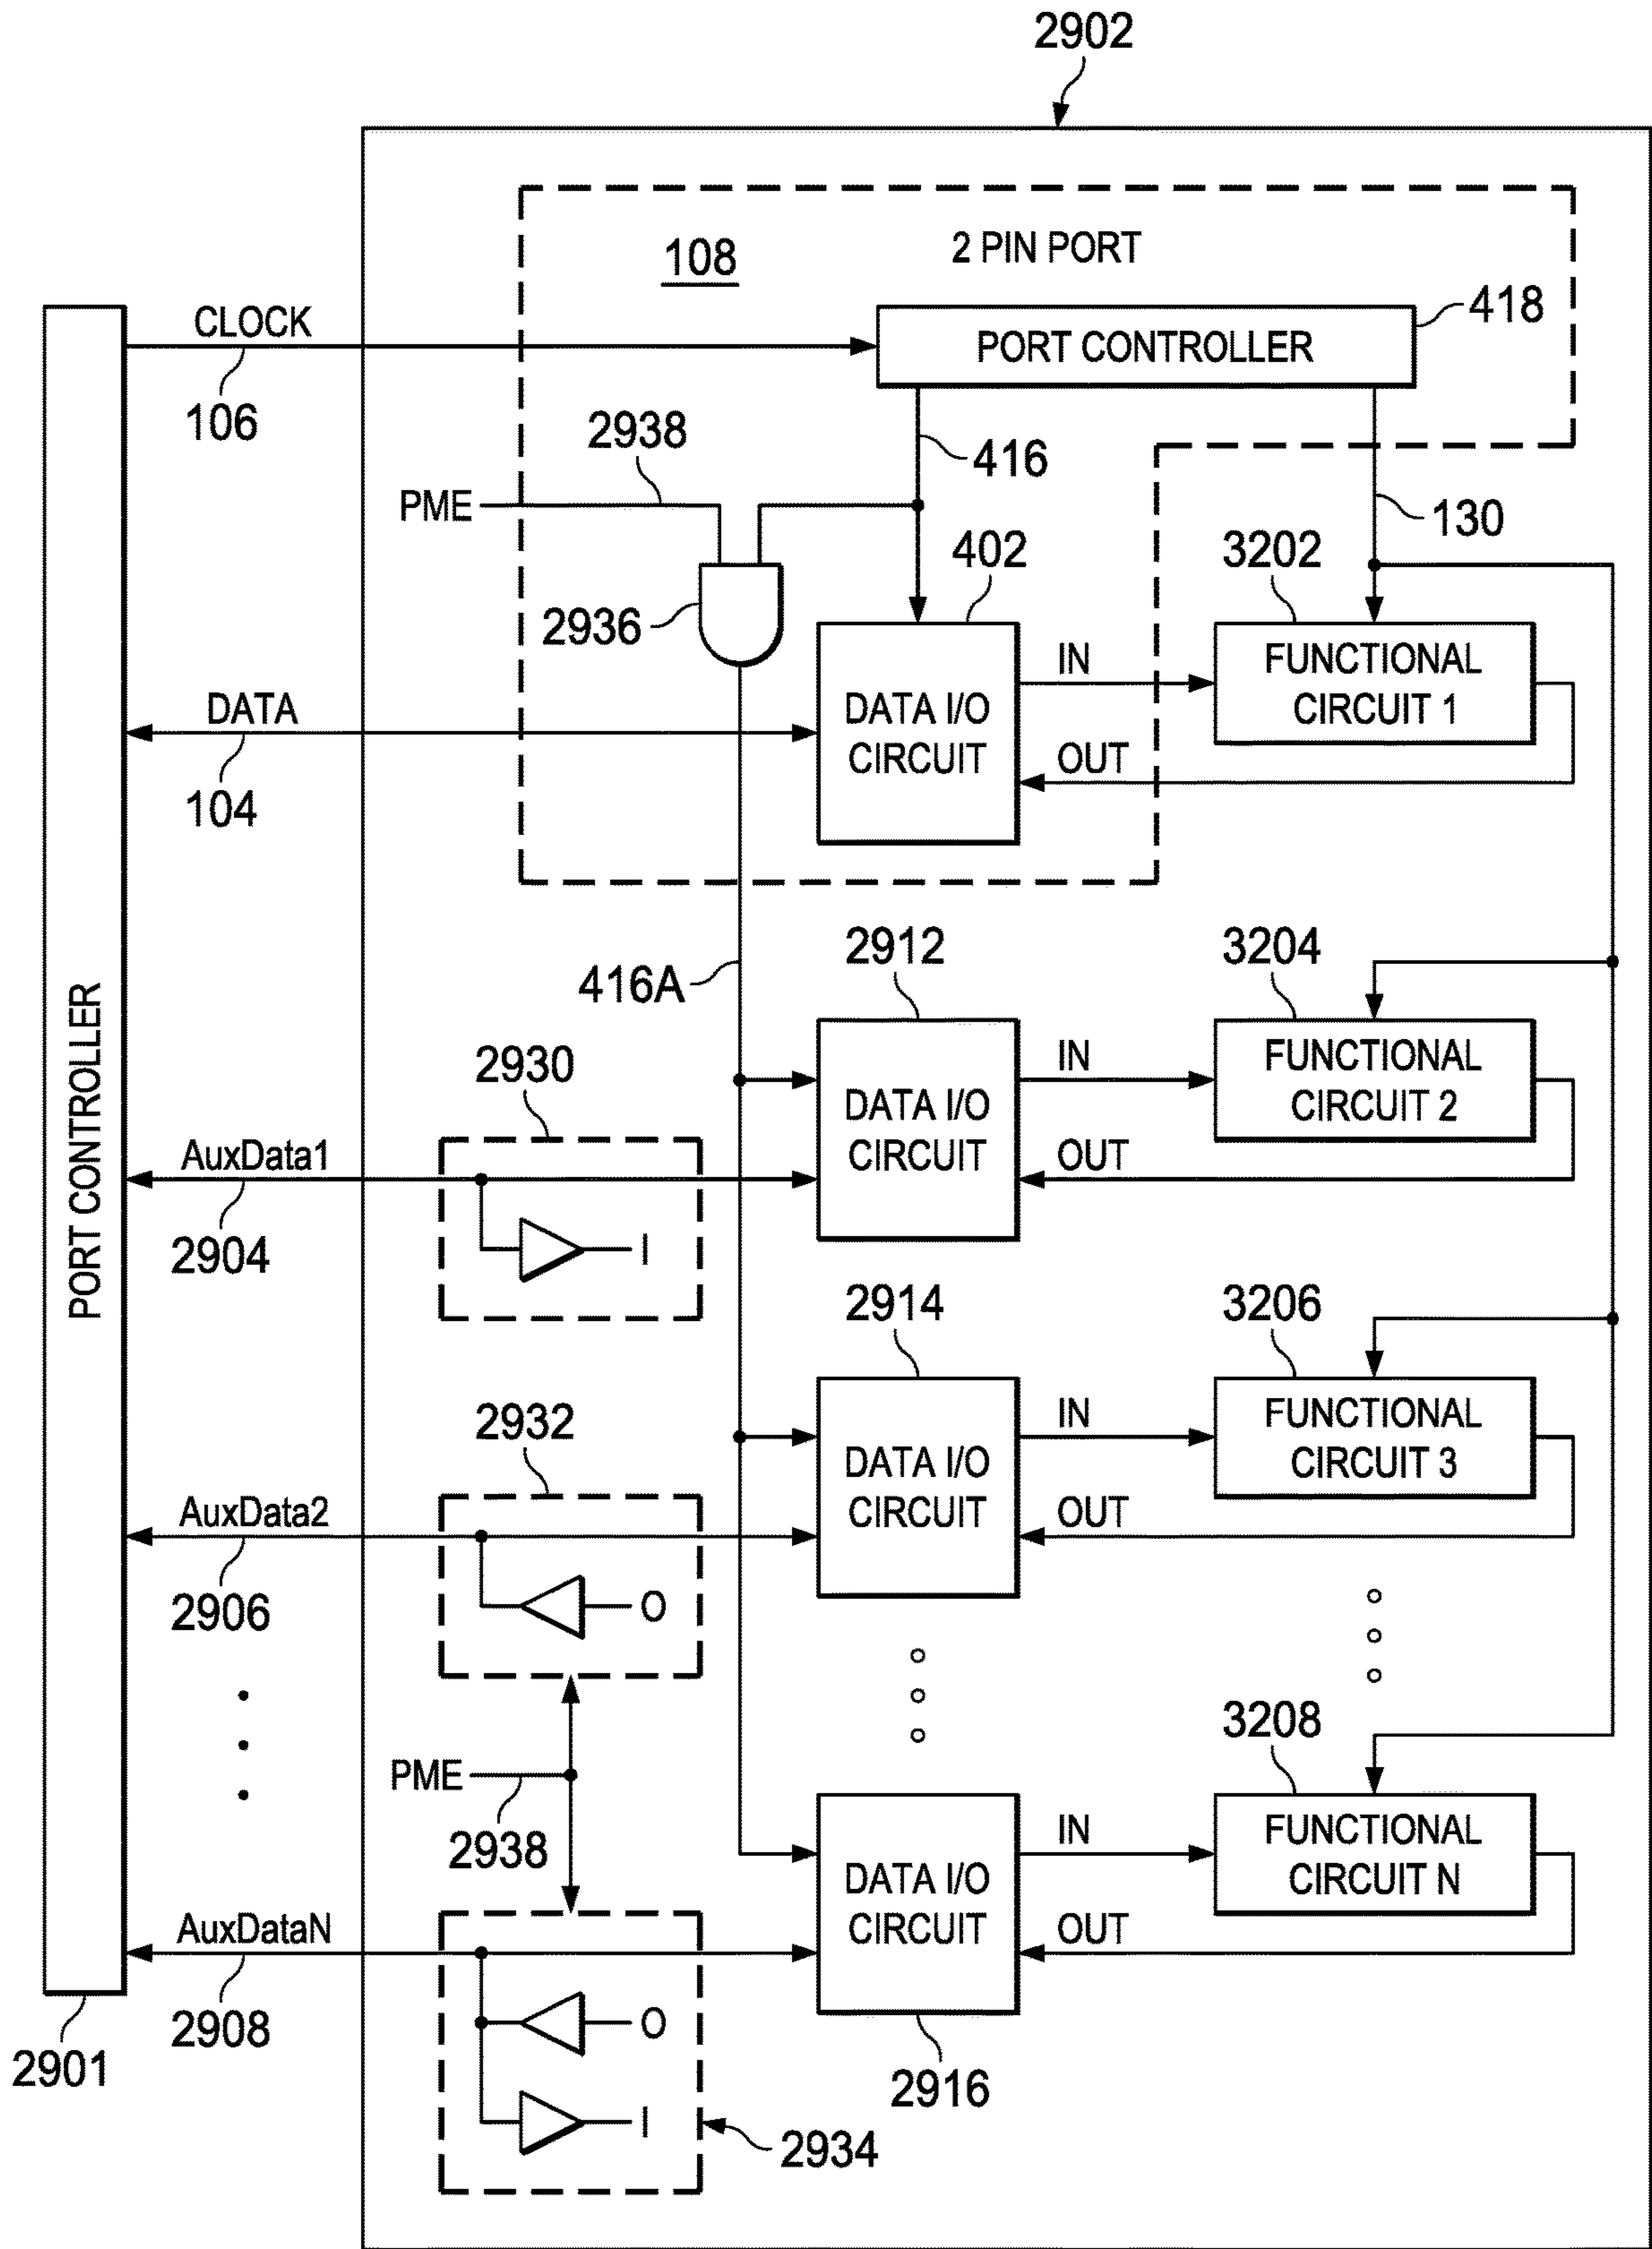 2902
2 PIN PORT
108
418
CLOCK
PORT CONTROLLER
106
2938
416
PME
130
402
3202
2936
IN
FUNCTIONAL
CIRCUIT 1
DATA
DATA I/O
CIRCUIT
OUT
104
2912
3204
416A
PORT CONTROLLER
2930
IN
FUNCTIONAL
CIRCUIT 2
DATA I/O
CIRCUIT
AuxData1
OUT
2904
I
2914
3206
2932
IN
FUNCTIONAL
CIRCUIT 3
DATA I/O
CIRCUIT
AuxData2
OUT
2906
O
3208
PME
2938
IN
FUNCTIONAL
CIRCUIT N
DATA I/O
CIRCUIT
AuxDataN
OUT
2908
O
2901
2916
I
2934